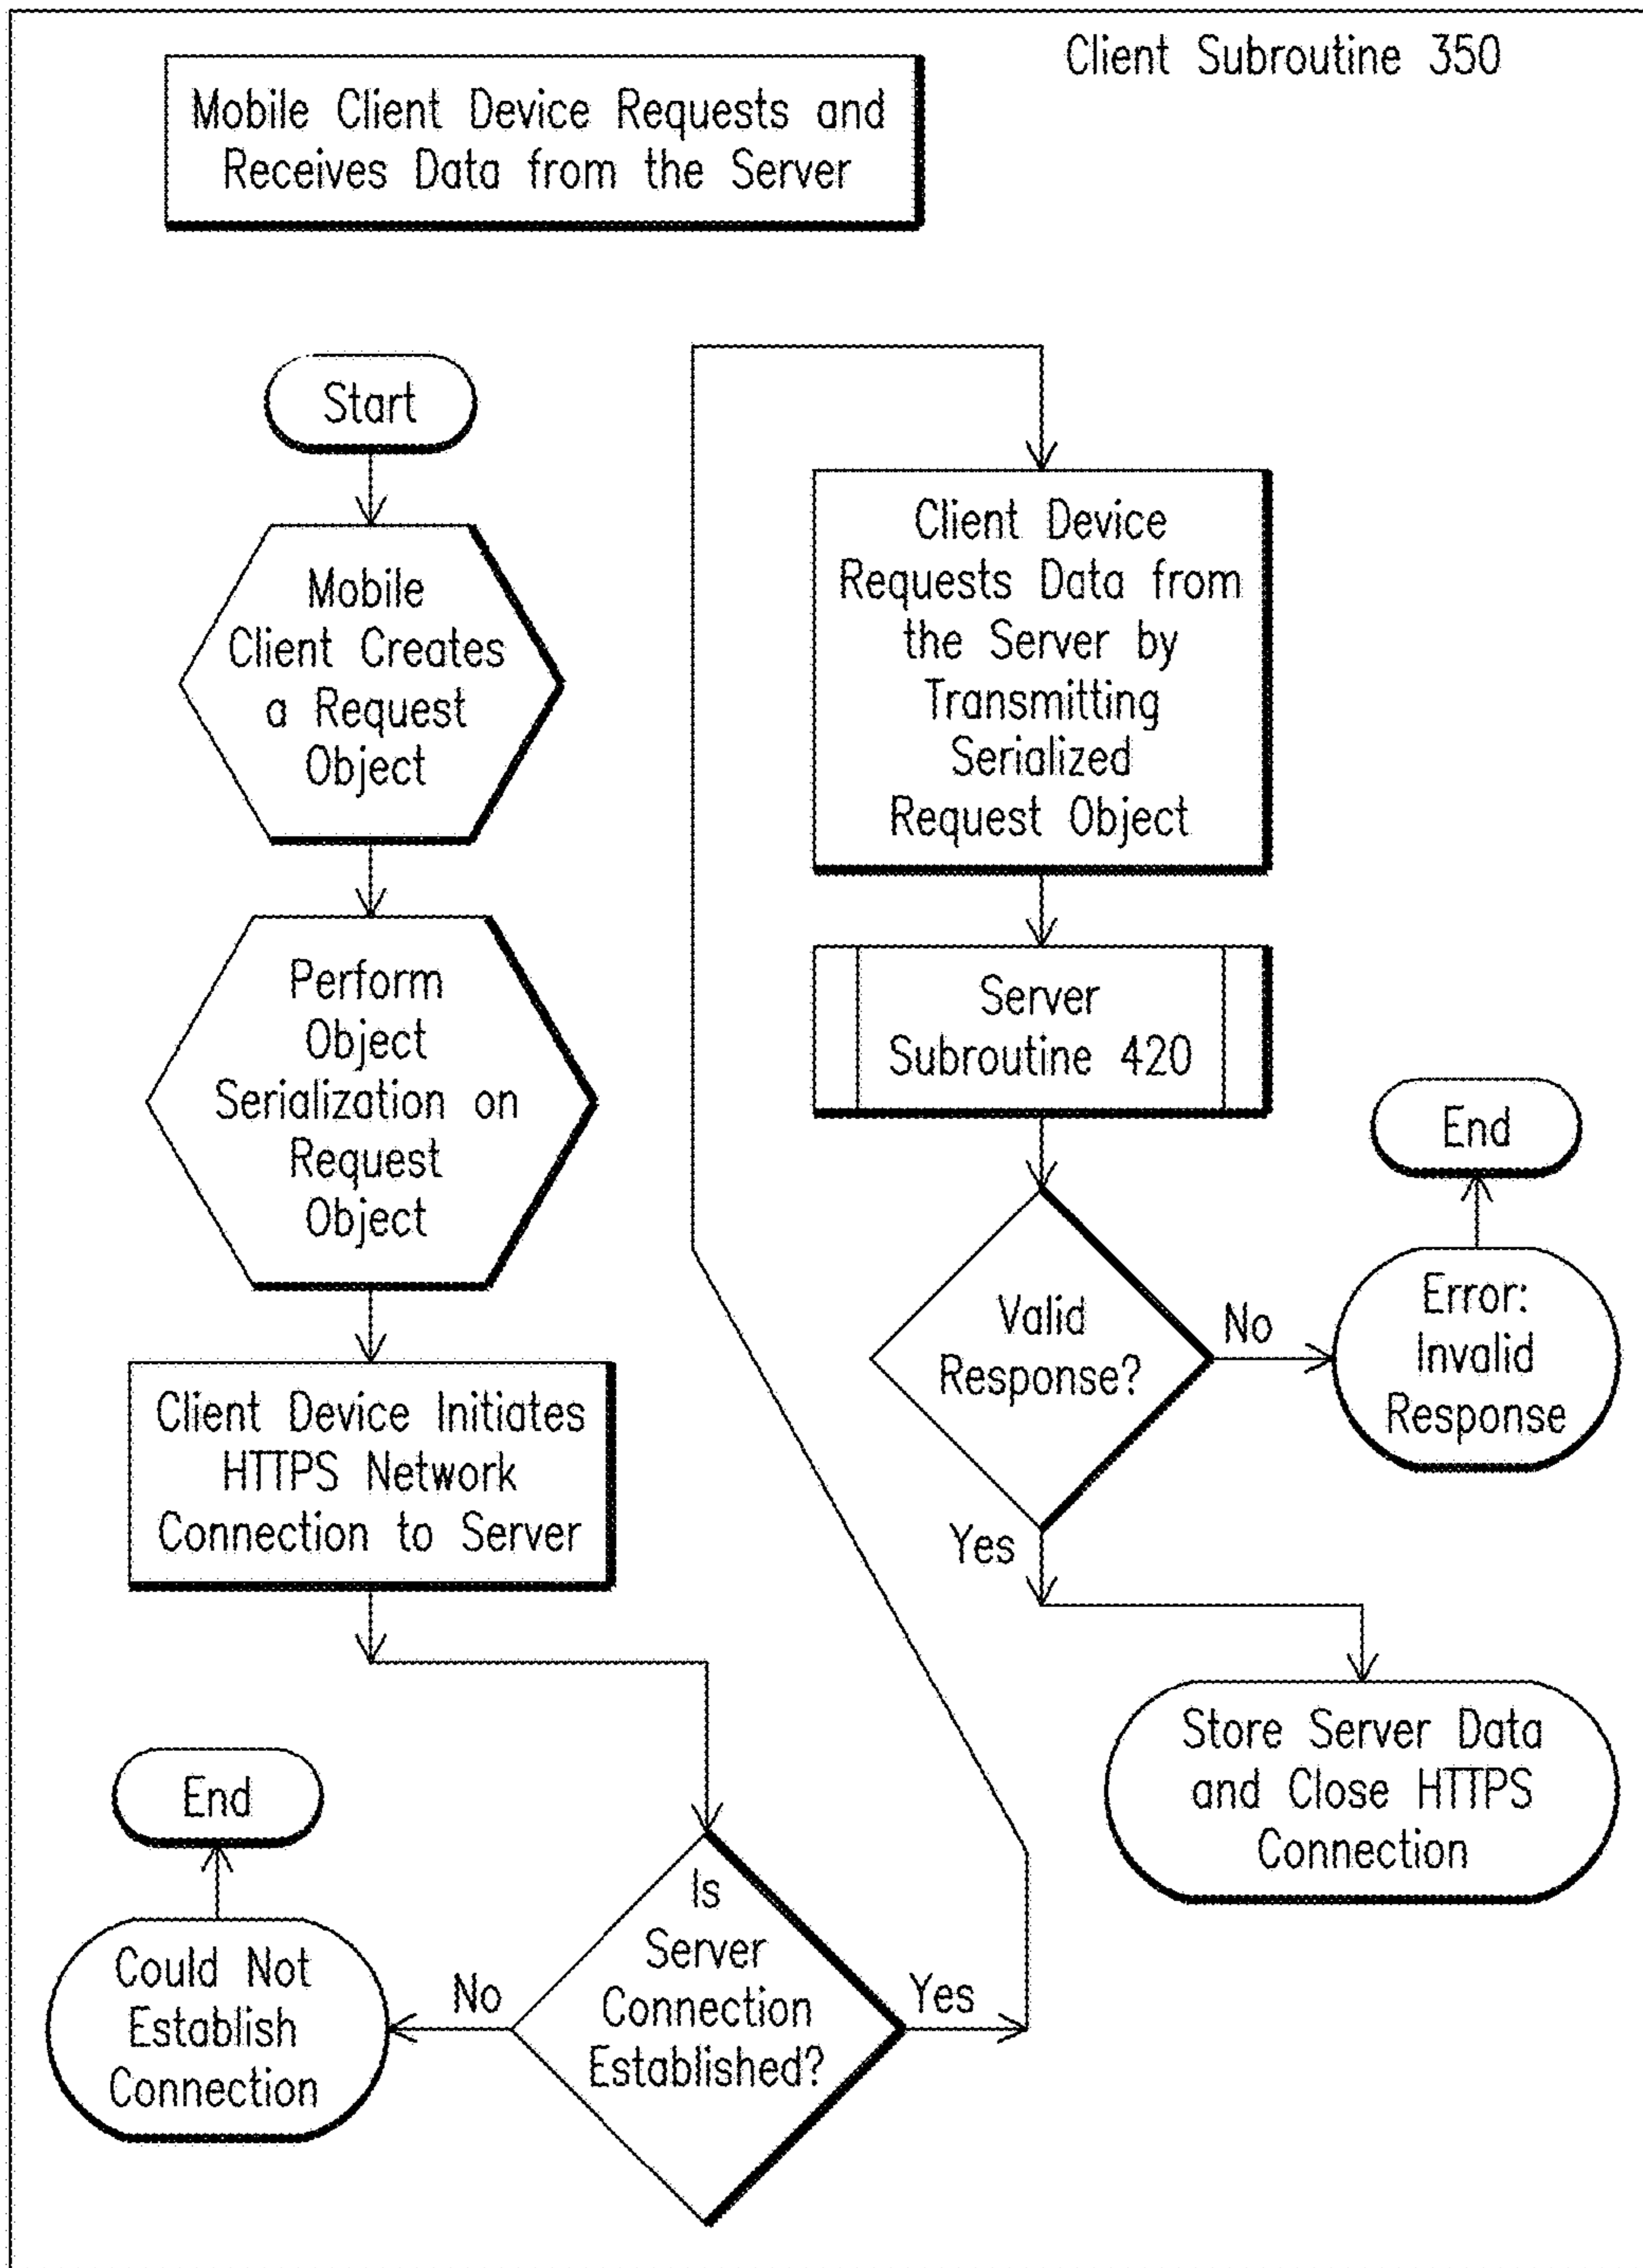 Client Subroutine 350
Mobile Client Device Requests and
Receives Data from the Server
Start
Mobile
Client Creates
a Request
Object
Perform
Object
Serialization on
Request
Object
Client Device Initiates
HTTPS Network
Connection to Server
Is
Server
Connection
Established?
No
Could Not
Establish
Connection
End
Yes
Client Device
Requests Data from
the Server by
Transmitting
Serialized
Request Object
Server
Subroutine 420
Valid
Response?
No
Error:
Invalid
Response
End
Yes
Store Server Data
and Close HTTPS
Connection